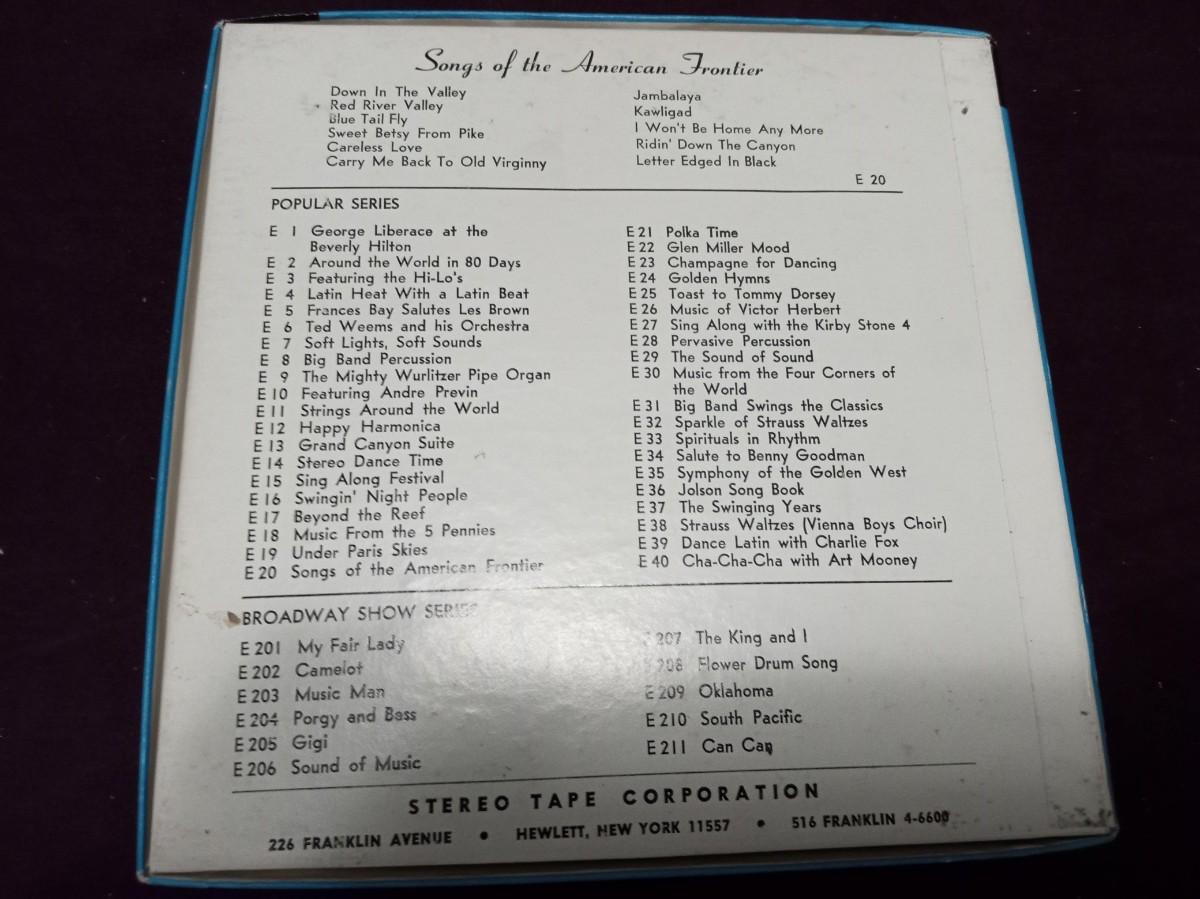 Songs of the American Frontier
Down In The Valley
Red River Valley
Blue Tail Fly
Sweet Betsy From Pike
Careless Love
Carry Me Back To Old Virginny
Jambalaya
Kawligad
I Won't Be Home Any More
Ridin' Down The Canyon
Letter Edged In Black
E 20
POPULAR SERIES
E 1 George Liberace at the
Beverly Hilton
E 2 Around the World in 80 Days
E 3 Featuring the Hi-Lo's
E 4 Latin Heat With a Latin Beat
E 5 Frances Bay Salutes Les Brown
E 6 Ted Weems and his Orchestra
E 7 Soft Lights, Soft Sounds
E 8 Big Band Percussion
E 9 The Mighty Wurlitzer Pipe Organ
E 10 Featuring Andre Previn
E 11 Strings Around the World
E 12 Happy Harmonica
E 13 Grand Canyon Suite
E 14 Stereo Dance Time
E 15 Sing Along Festival
E 16 Swingin' Night People
E 17 Beyond the Reef
E 18 Music From the 5 Pennies
E 19 Under Paris Skies
E 20 Songs of the American Frontier
E 21 Polka Time
E 22 Glen Miller Mood
E 23 Champagne for Dancing
E 24 Golden Hymns
E 25 Toast to Tommy Dorsey
E 26 Music of Victor Herbert
E 27 Sing Along with the Kirby Stone 4
E 28 Pervasive Percussion
E 29 The Sound of Sound
E 30 Music from the Four Corners of
the World
E 31 Big Band Swings the Classics
E 32 Sparkle of Strauss Waltzes
E 33 Spirituals in Rhythm
E 34 Salute to Benny Goodman
E 35 Symphony of the Golden West
E 36 Jolson Song Book
E 37 The Swinging Years
E 38 Strauss Waltzes (Vienna Boys Choir)
E 39 Dance Latin with Charlie Fox
E 40 Cha-Cha-Cha with Art Mooney
BROADWAY SHOW SERIES
E 201 My Fair Lady
E 202 Camelot
E 203 Music Man
E 204 Porgy and Bess
E 205 Gigi
E 206 Sound of Music
E 207 The King and I
E 208 Flower Drum Song
E 209 Oklahoma
E 210 South Pacific
E 211 Can Can
STEREO TAPE CORPORATION
226 FRANKLIN AVENUE • HEWLETT, NEW YORK 11557 • 516 FRANKLIN 4-6600